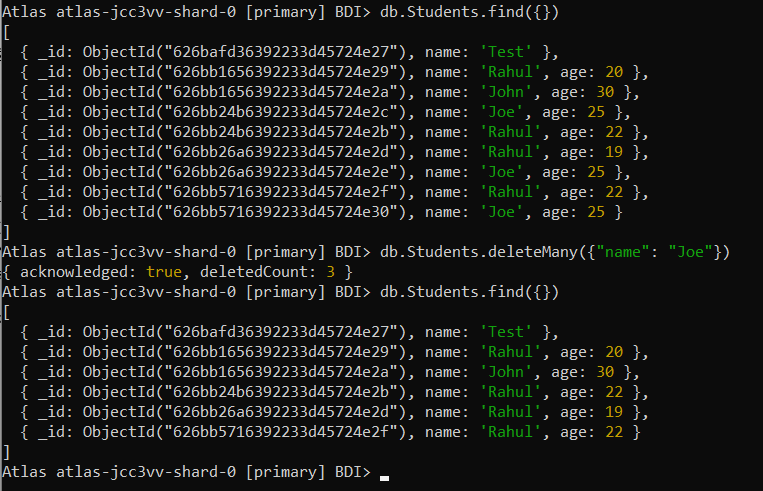 Atlas atlas-jcc3vv-shard-0 [primary] BDI> db.Students.find({})
[
  { _id: ObjectId("626bafd36392233d45724e27"), name: 'Test' },
  { _id: ObjectId("626bb1656392233d45724e29"), name: 'Rahul', age: 20 },
  { _id: ObjectId("626bb1656392233d45724e2a"), name: 'John', age: 30 },
  { _id: ObjectId("626bb24b6392233d45724e2c"), name: 'Joe', age: 25 },
  { _id: ObjectId("626bb24b6392233d45724e2b"), name: 'Rahul', age: 22 },
  { _id: ObjectId("626bb26a6392233d45724e2d"), name: 'Rahul', age: 19 },
  { _id: ObjectId("626bb26a6392233d45724e2e"), name: 'Joe', age: 25 },
  { _id: ObjectId("626bb5716392233d45724e2f"), name: 'Rahul', age: 22 },
  { _id: ObjectId("626bb5716392233d45724e30"), name: 'Joe', age: 25 }
]
Atlas atlas-jcc3vv-shard-0 [primary] BDI> db.Students.deleteMany({"name": "Joe"})
{ acknowledged: true, deletedCount: 3 }
Atlas atlas-jcc3vv-shard-0 [primary] BDI> db.Students.find({})
[
  { _id: ObjectId("626bafd36392233d45724e27"), name: 'Test' },
  { _id: ObjectId("626bb1656392233d45724e29"), name: 'Rahul', age: 20 },
  { _id: ObjectId("626bb1656392233d45724e2a"), name: 'John', age: 30 },
  { _id: ObjectId("626bb24b6392233d45724e2b"), name: 'Rahul', age: 22 },
  { _id: ObjectId("626bb26a6392233d45724e2d"), name: 'Rahul', age: 19 },
  { _id: ObjectId("626bb5716392233d45724e2f"), name: 'Rahul', age: 22 }
]
Atlas atlas-jcc3vv-shard-0 [primary] BDI>